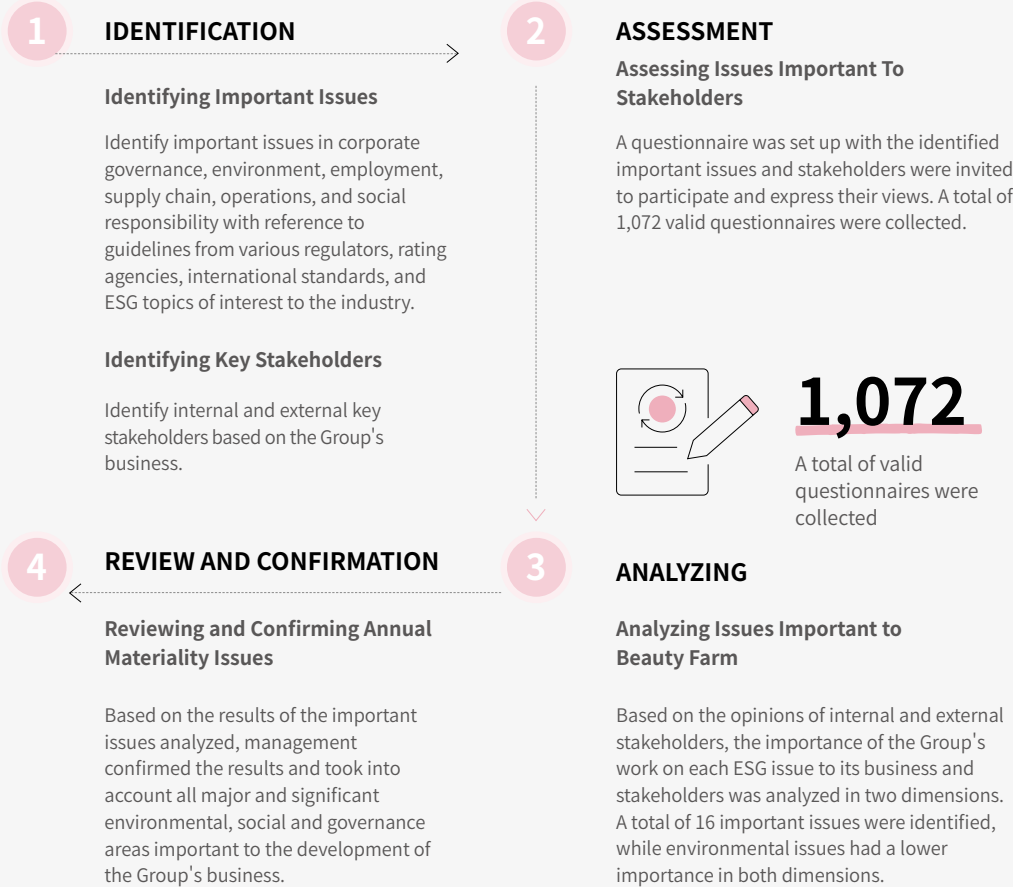 1
IDENTIFICATION
Identifying Important Issues
Identify important issues in corporate
governance, environment, employment,
supply chain, operations, and social
responsibility with reference to
guidelines from various regulators, rating
agencies, international standards, and
ESG topics of interest to the industry.
Identifying Key Stakeholders
Identify internal and external key
stakeholders based on the Group's
business.
2
ASSESSMENT
Assessing Issues Important To
Stakeholders
A questionnaire was set up with the identified
important issues and stakeholders were invited
to participate and express their views. A total of
1,072 valid questionnaires were collected.
1,072
A total of valid
questionnaires were
collected
3
ANALYZING
Analyzing Issues Important to
Beauty Farm
Based on the opinions of internal and external
stakeholders, the importance of the Group's
work on each ESG issue to its business and
stakeholders was analyzed in two dimensions.
A total of 16 important issues were identified,
while environmental issues had a lower
importance in both dimensions.
4
REVIEW AND CONFIRMATION
Reviewing and Confirming Annual
Materiality Issues
Based on the results of the important
issues analyzed, management
confirmed the results and took into
account all major and significant
environmental, social and governance
areas important to the development of
the Group's business.